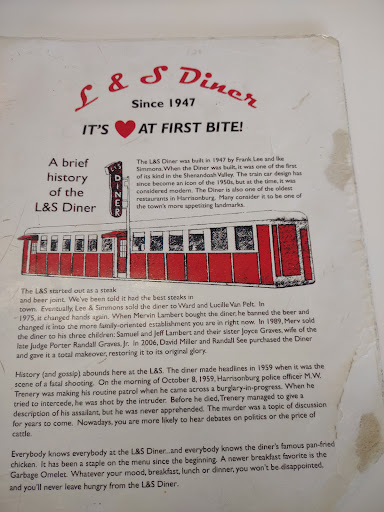 L & S Diner
Since 1947
IT'S AT FIRST BITE!
A brief
history
of the
L&S Diner
L&S
DINER
The L&S Diner was built in 1947 by Frank Lee and Ike
Simmons. When the Diner was built, it was one of the first
of its kind in the Shenandoah Valley. The train car design has
since become an icon of the 1950s, but at the time, it was
considered modern. The Diner is also one of the oldest
restaurants in Harrisonburg. Many consider it to be one of
the town's more appetizing landmarks.
The L&S started out as a steak
and beer joint. We've been told it had the best steaks in
town. Eventually, Lee & Simmons sold the diner to Ward and Lucille Van Pelt. In
1975, it changed hands again. When Mervin Lambert bought the diner, he banned the beer and
changed it into the more family-oriented establishment you are in right now. In 1989, Merv sold
the diner to his three children; Samuel and Jeff Lambert and their sister Joyce Graves, wife of the
late Judge Porter Randall Graves, Jr. In 2006, David Miller and Randall See purchased the Diner
and gave it a total makeover, restoring it to its original glory.
History (and gossip) abounds here at the L&S. The diner made headlines in 1959 when it was the
scene of a fatal shooting. On the morning of October 8, 1959, Harrisonburg police officer M.W.
Trenery was making his routine patrol when he came across a burglary-in-progress. When he
tried to intercede, he was shot by the intruder. Before he died, Trenery managed to give a
description of his assailant, but he was never apprehended. The murder was a topic of discussion
for years to come. Nowadays, you are more likely to hear debates on politics or the price of
cattle.
Everybody knows everybody at the L&S Diner...and everybody knows the diner's famous pan-fried
chicken. It has been a staple on the menu since the beginning. A newer breakfast favorite is the
Garbage Omelet. Whatever your mood, breakfast, lunch or dinner, you won't be disappointed,
and you'll never leave hungry from the L&S Diner.